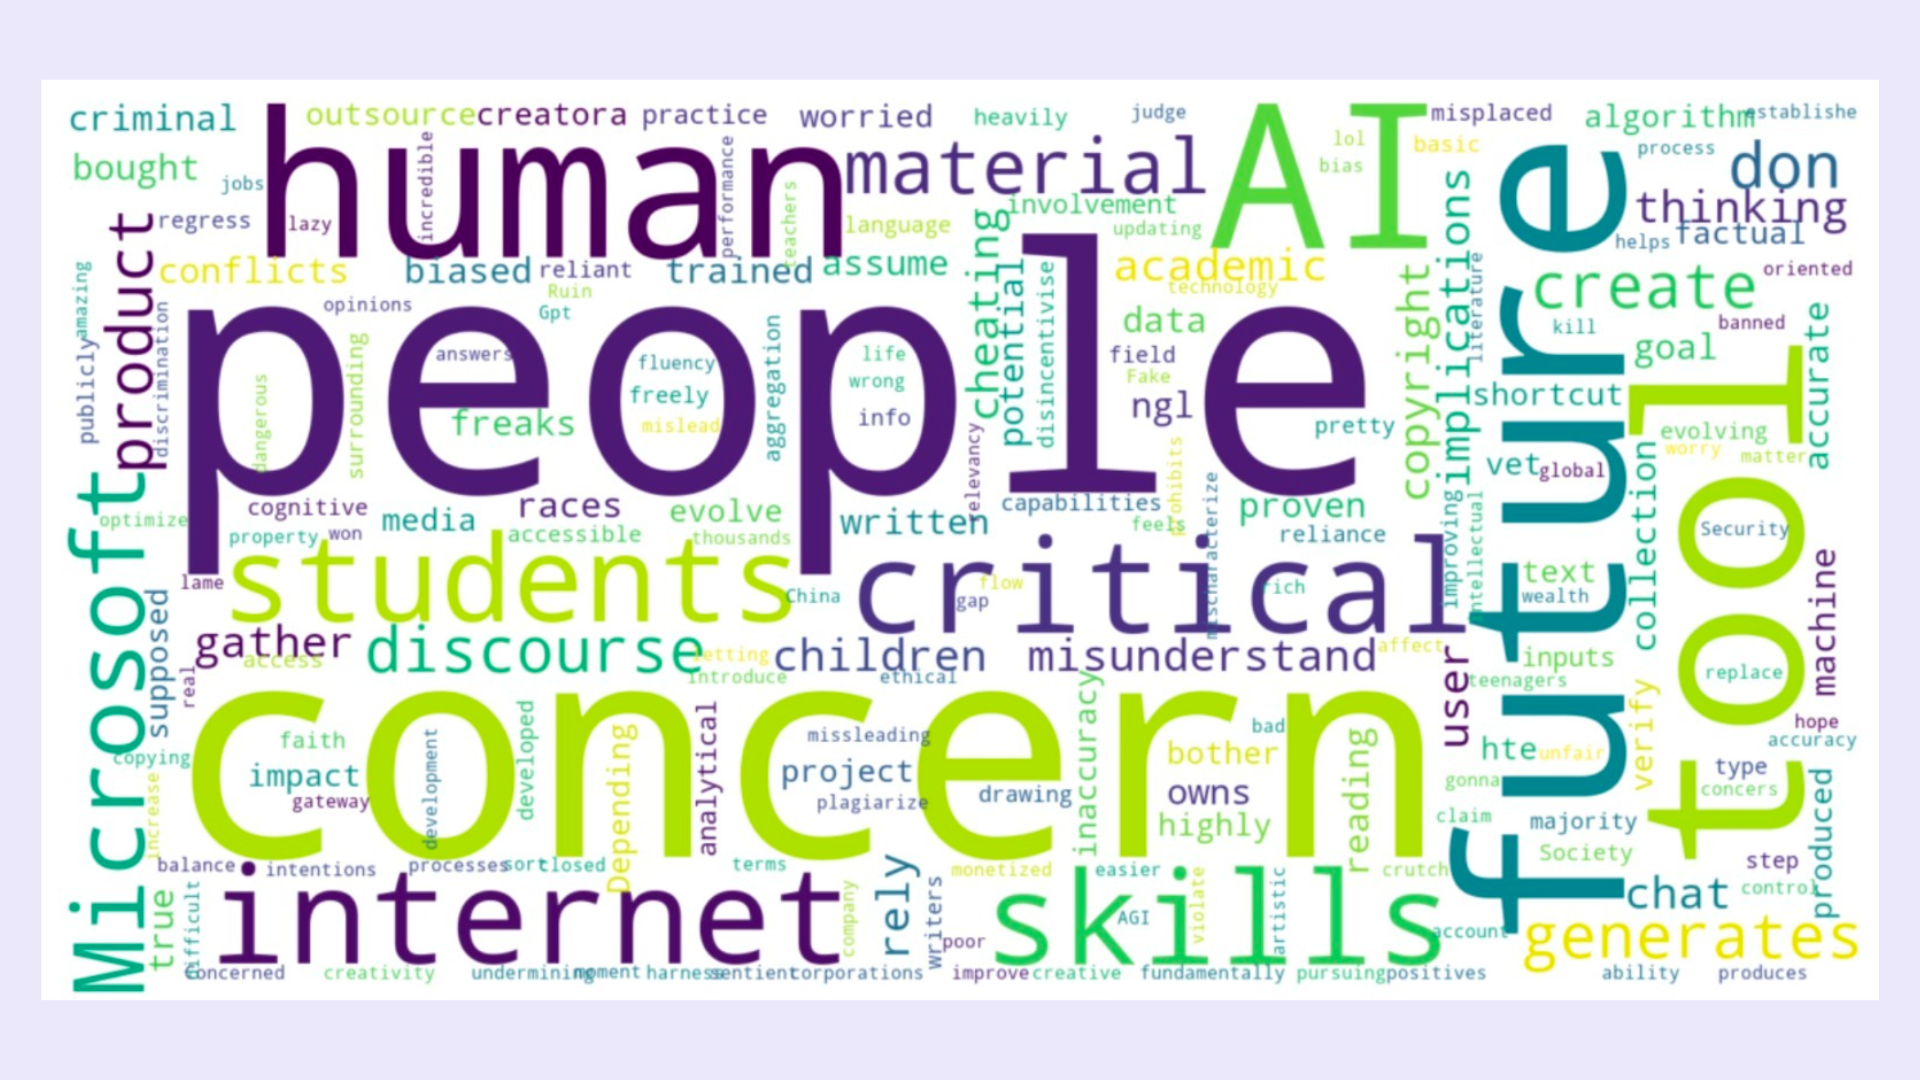 criminal
outsource
creatora
practice
worried
heavily
judge
misplaced
algorithm
establishe
bought
jobs
human
incredible
performance
teachers
material
AI
lol
bias
basic
process
don
regress
lazy
language
involvement
updating
thinking
helps
factual
product
conflicts
biased
reliant
trained
assume
cheating
academic
technology
implications
literature
future
create
oriented
amazing
publicly
discrimination
opinions
Ruin
Gpt
people
potential
disincentivise
data
copyright
kill
banned
goal
accurate
dangerous
surrounding
answers
fluency
freely
freaks
mislead
aggregation
life
wrong
info
field
Fake
ngl
pretty
shortcut
tool
evolving
worry
matter
Microsoft
optimize
cognitive
property
won
media
races
accessible
evolve
thousands
written
relevancy
capabilities
feels
prohibits
mischaracterize
proven
reliance
improving
intellectual
vet
global
collection
Security
lame
students
China
critical
flow
gap
rich
text
wealth
machine
supposed
real
gather
access
discourse
letting
introduce
children
ethical
misunderstand
affect
user
teenagers
inputs
replace
copying
increase
concern
faith
impact
gateway
development
developed
Depending
analytical
missleading
project
plagiarize
drawing
inaccuracy
bother
bad
owns
highly
reading
hte
unfair
gonna
claim
verify
hope
accuracy
type
concers
majority
Society
produced
balance
intentions
processes
sort
closed
terms
monetized
easier
crutch
step
control
true
difficult
internet
company
rely
writers
poor
skills
AGI
violate
artistic
account
chat
generates
Concerned
creativity
undermining
moment
harness
sentient
corporations
improve
creative
fundamentally
pursuing
positives
ability
produces